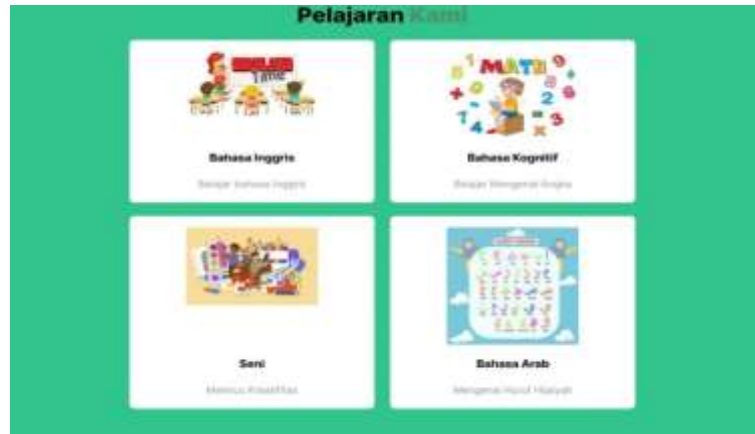 Pelajaran Kami
Time
MATH
Bahasa Inggris
Bahasa Kognitif
Belajar bahasa Inggris
Belajar Mengenal Angka
Seni
Bahasa Arab
Mengenal Huruf Hijaiyah